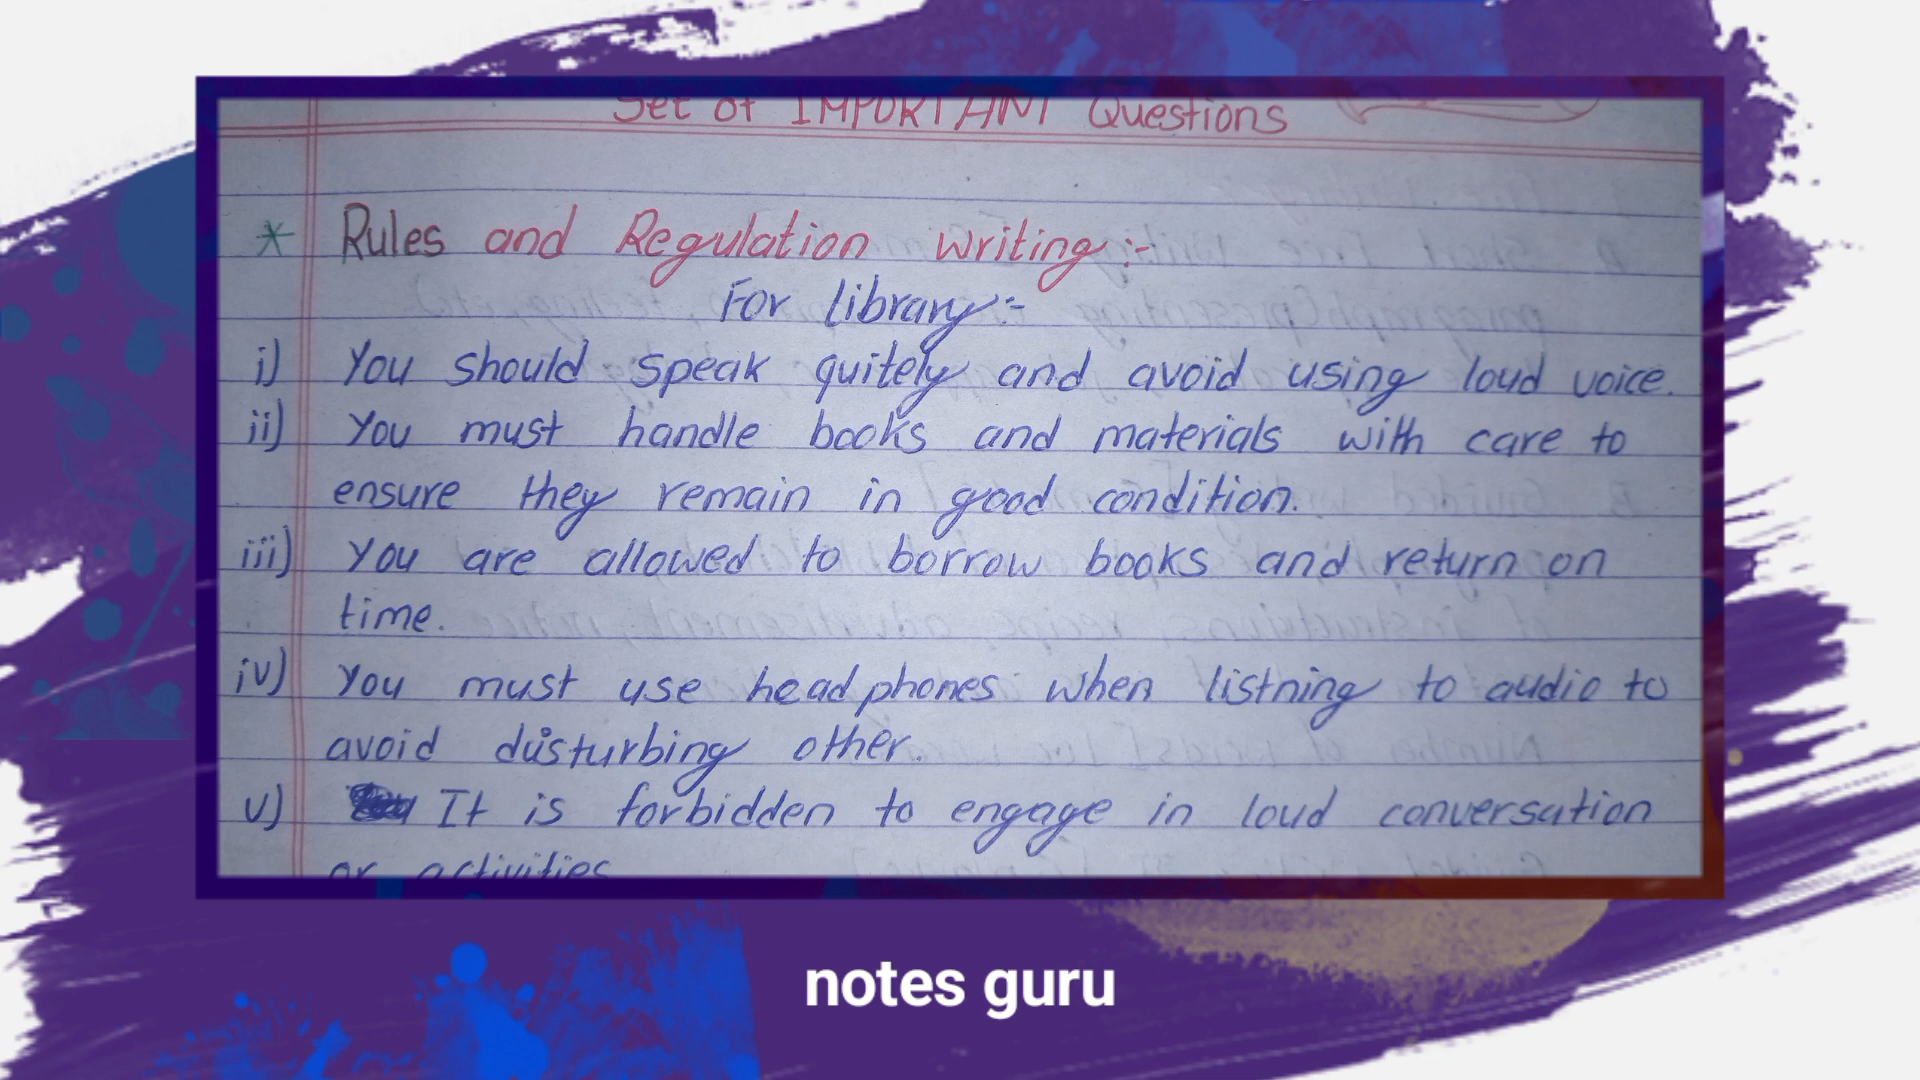 Set of IMPORTANT Questions
* Rules and Regulation writing:-
For library:-
i) You should speak quitely and avoid using loud voice.
ii) You must handle books and materials with care to
ensure they remain in good condition.
iii) You are allowed to borrow books and return on
time.
iv) You must use headphones when listning to audio to
avoid disturbing other.
v) It is forbidden to engage in loud conversation
or activities
notes guru